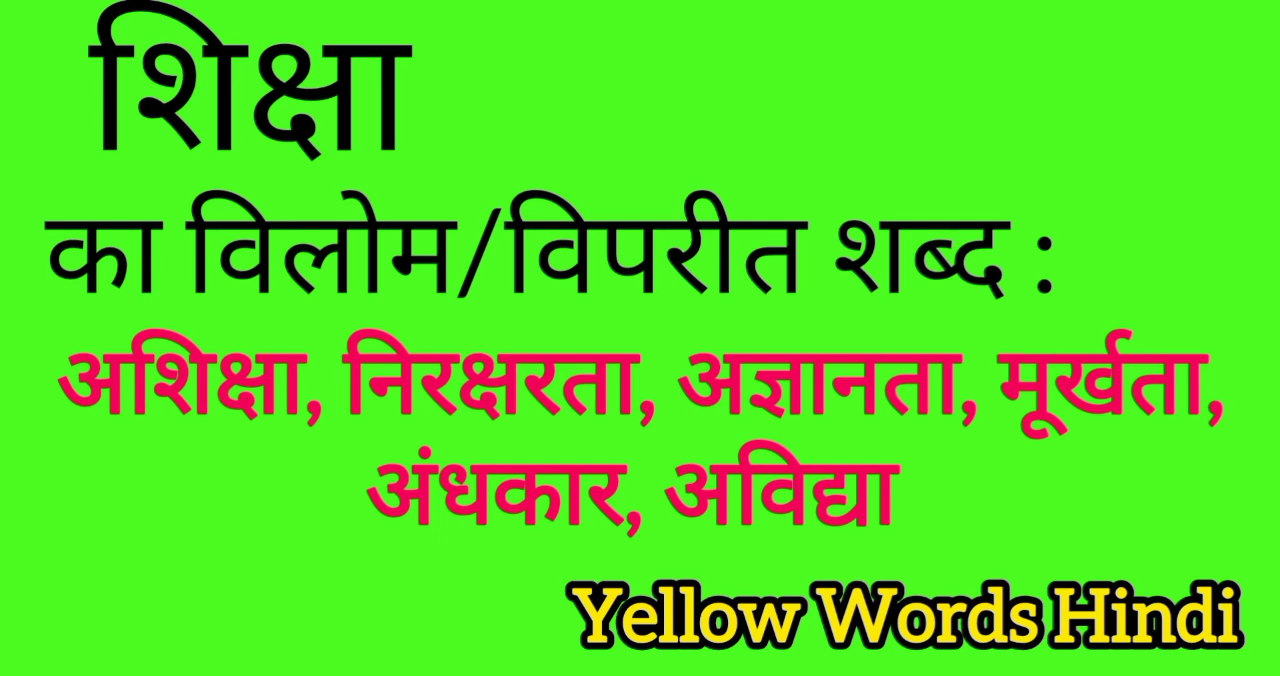 शिक्षा
का विलोम/विपरीत शब्द :
अशिक्षा, निरक्षरता, अज्ञानता, मूर्खता,
अंधकार, अविद्या
Yellow Words Hindi